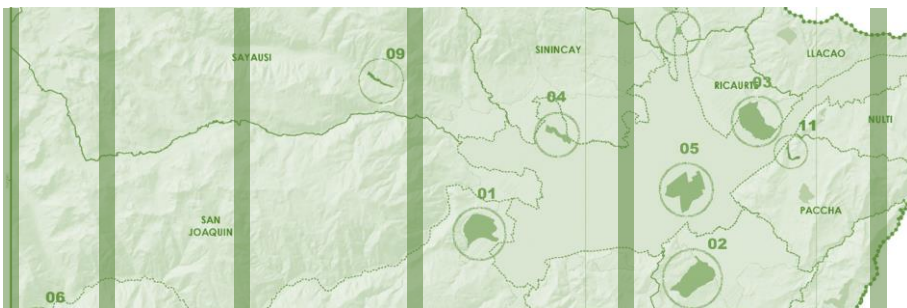 09
SAYAUSI
SININCAY
LLACAO
RICAURTE
03
04
11
NULTI
05
01
PACCHA
SAN
JOAQUIN
02
06